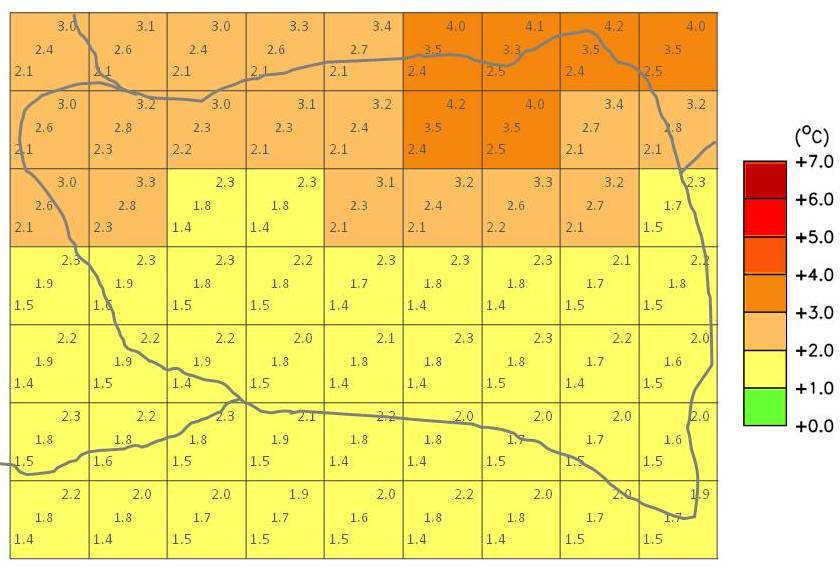 3.0 3.1 3.0 3.3 3.4 4.0 4.1 4.2 4.0
2.4 2.6 2.4 2.6 2.7 3.5 3.3 3.5 3.5
2.1 2.1 2.1 2.1 2.1 2.4 2.5 2.4 2.5
3.0 3.2 3.0 3.1 3.2 4.2 4.0 3.4 3.2
2.6 2.8 2.3 2.3 2.4 3.5 3.5 2.7 2.8
2.1 2.3 2.2 2.1 2.1 2.4 2.5 2.1 2.1
(°C)
+7.0
3.0 3.3 2.3 2.3 3.1 3.2 3.3 3.2 2.3
2.6 2.8 1.8 1.8 2.3 2.4 2.6 2.7 1.7
+6.0
2.1 2.3 1.4 1.4 2.1 2.1 2.2 2.1 1.5
+5.0
2.3 2.3 2.3 2.2 2.3 2.3 2.3 2.1 2.2
+4.0
1.9 1.9 1.8 1.8 1.7 1.8 1.8 1.7 1.8
1.5 1.6 1.5 1.5 1.4 1.4 1.5 1.5 1.5
+3.0
2.2 2.2 2.2 2.0 2.1 2.3 2.3 2.2 2.0
+2.0
1.9 1.9 1.9 1.8 1.8 1.8 1.8 1.7 1.6
1.4 1.5 1.4 1.5 1.4 1.4 1.5 1.4 1.5
+1.0
2.3 2.2 2.3 2.1 2.2 2.0 2.0 2.0 2.0
+0.0
1.8 1.8 1.8 1.9 1.8 1.8 1.7 1.7 1.6
1.5 1.6 1.5 1.5 1.4 1.4 1.5 1.5 1.5
2.2 2.0 2.0 1.9 2.0 2.2 2.0 2.0 1.9
1.8 1.8 1.7 1.7 1.6 1.8 1.8 1.7 1.7
1.4 1.4 1.5 1.5 1.5 1.4 1.4 1.5 1.5